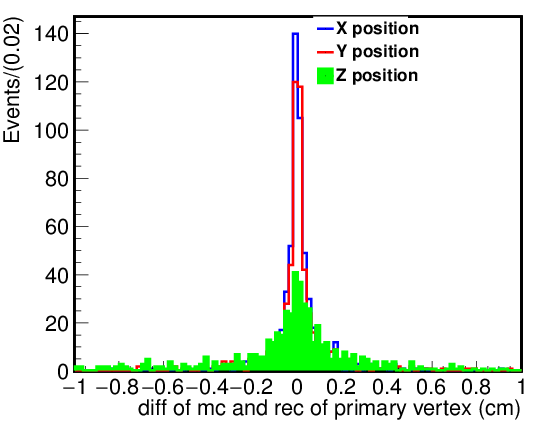 Events/(0.02)
140
120
100
80
60
40
20
0
X position
Y position
Z position
−1 −0.8 −0.6 −0.4 −0.2 0 0.2 0.4 0.6 0.8 1
diff of mc and rec of primary vertex (cm)